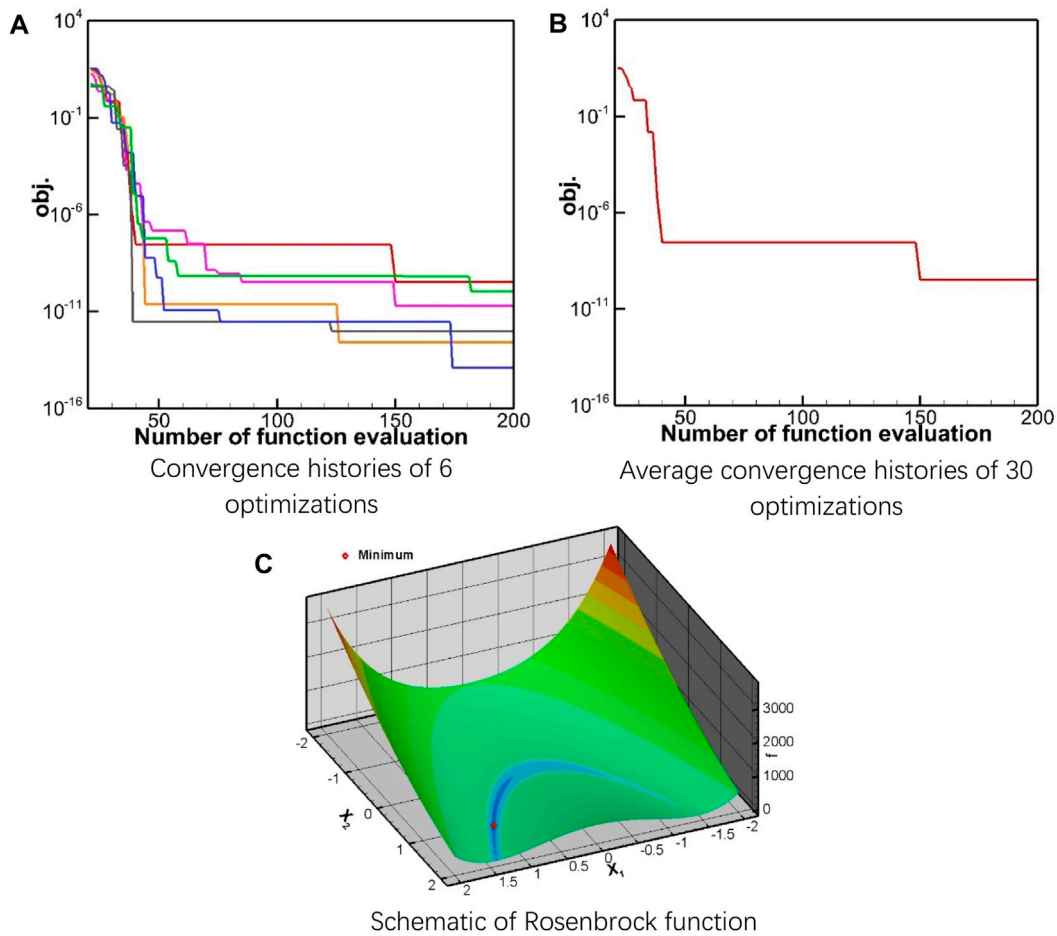 A
B
10^4
10^-1
10^-6
10^-11
10^-16
obj.
50
100
150
200
Number of function evaluation
Convergence histories of 6
optimizations
10^4
10^-1
10^-6
10^-11
10^-16
obj.
50
100
150
200
Number of function evaluation
Average convergence histories of 30
optimizations
C
Minimum
3000
2000
1000
0
f
-2
-1
0
1
2
X2
2
1.5
1
0.5
0
-0.5
-1
-1.5
-2
X1
Schematic of Rosenbrock function